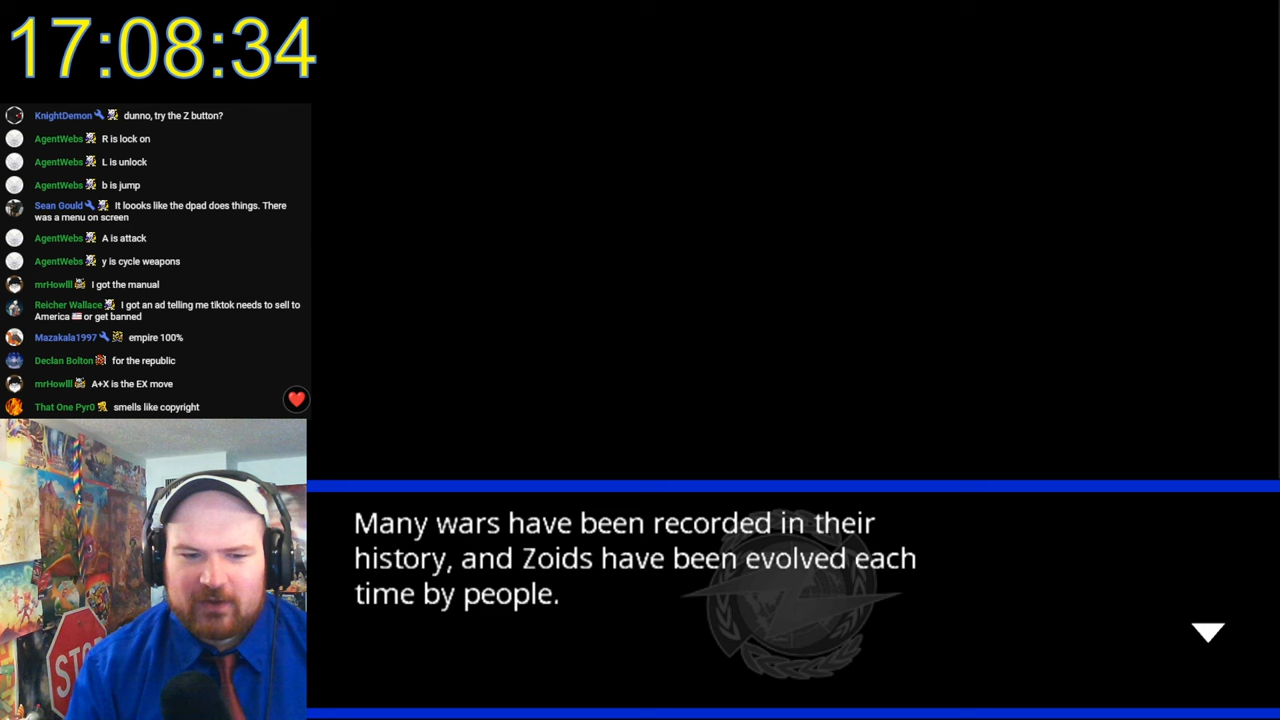 17:08:34
KnightDemon dunno, try the Z button?
AgentWebs R is lock on
AgentWebs L is unlock
AgentWebs b is jump
Sean Gould It loooks like the dpad does things. There
was a menu on screen
AgentWebs A is attack
AgentWebs y is cycle weapons
mrHowlll I got the manual
Reicher Wallace I got an ad telling me tiktok needs to sell to
America 🇺🇸 or get banned
Mazakala1997 empire 100%
Declan Bolton for the republic
mrHowlll A+X is the EX move
That One Pyr0 smells like copyright
STOP
Many wars have been recorded in their
history, and Zoids have been evolved each
time by people.